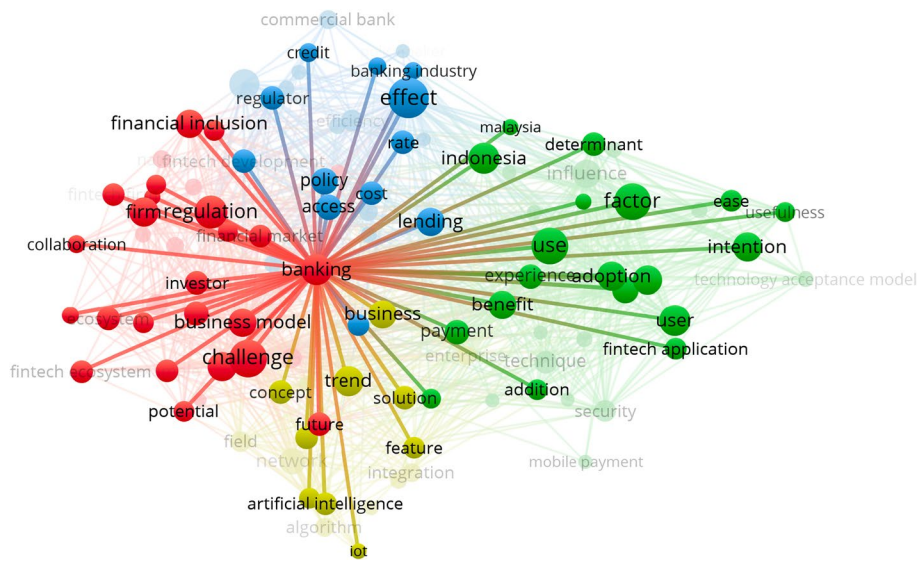 commercial bank
credit
banking industry
regulator
effect
financial inclusion
efficiency
malaysia
rate
determinant
indonesia
fintech development
influence
policy
cost
access
factor
ease
usefulness
firm
regulation
lending
financial market
collaboration
use
intention
banking
experience
adoption
technology acceptance model
investor
benefit
business
ecosystem
business model
payment
user
challenge
enterprise
technique
fintech application
fintech ecosystem
trend
concept
solution
addition
potential
security
future
field
feature
network
integration
mobile payment
artificial intelligence
algorithm
iot